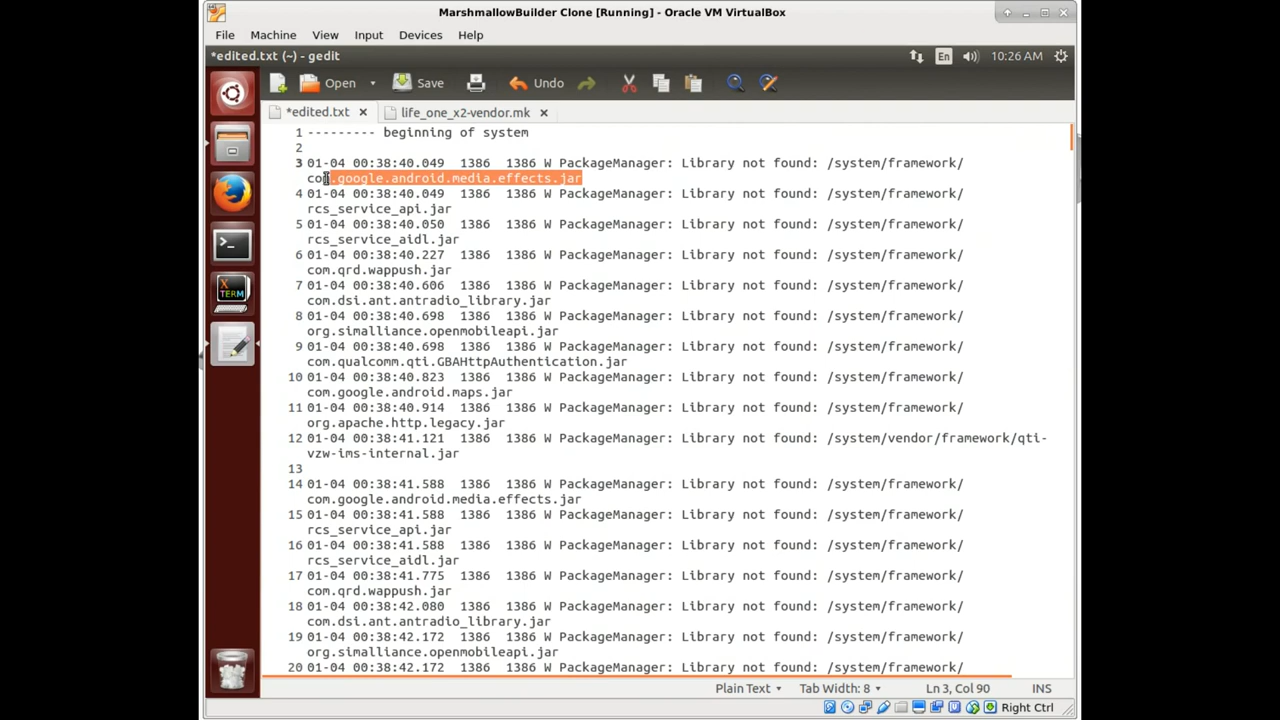 MarshmallowBuilder Clone [Running] - Oracle VM VirtualBox
File Machine View Input Devices Help
*edited.txt (~) - gedit En 10:26 AM
Open Save Undo
*edited.txt life_one_x2-vendor.mk
1 --------- beginning of system
2
3 01-04 00:38:40.049 1386 1386 W PackageManager: Library not found: /system/framework/
com.google.android.media.effects.jar
4 01-04 00:38:40.049 1386 1386 W PackageManager: Library not found: /system/framework/
rcs_service_api.jar
5 01-04 00:38:40.050 1386 1386 W PackageManager: Library not found: /system/framework/
rcs_service_aidl.jar
6 01-04 00:38:40.227 1386 1386 W PackageManager: Library not found: /system/framework/
com.qrd.wappush.jar
7 01-04 00:38:40.606 1386 1386 W PackageManager: Library not found: /system/framework/
com.dsi.ant.antradio_library.jar
8 01-04 00:38:40.698 1386 1386 W PackageManager: Library not found: /system/framework/
org.simalliance.openmobileapi.jar
9 01-04 00:38:40.698 1386 1386 W PackageManager: Library not found: /system/framework/
com.qualcomm.qti.GBAHttpAuthentication.jar
10 01-04 00:38:40.823 1386 1386 W PackageManager: Library not found: /system/framework/
com.google.android.maps.jar
11 01-04 00:38:40.914 1386 1386 W PackageManager: Library not found: /system/framework/
org.apache.http.legacy.jar
12 01-04 00:38:41.121 1386 1386 W PackageManager: Library not found: /system/vendor/framework/qti-
vzw-ims-internal.jar
13
14 01-04 00:38:41.588 1386 1386 W PackageManager: Library not found: /system/framework/
com.google.android.media.effects.jar
15 01-04 00:38:41.588 1386 1386 W PackageManager: Library not found: /system/framework/
rcs_service_api.jar
16 01-04 00:38:41.588 1386 1386 W PackageManager: Library not found: /system/framework/
rcs_service_aidl.jar
17 01-04 00:38:41.775 1386 1386 W PackageManager: Library not found: /system/framework/
com.qrd.wappush.jar
18 01-04 00:38:42.080 1386 1386 W PackageManager: Library not found: /system/framework/
com.dsi.ant.antradio_library.jar
19 01-04 00:38:42.172 1386 1386 W PackageManager: Library not found: /system/framework/
org.simalliance.openmobileapi.jar
20 01-04 00:38:42.172 1386 1386 W PackageManager: Library not found: /system/framework/
Plain Text Tab Width: 8 Ln 3, Col 90 INS
Right Ctrl
X
TERM